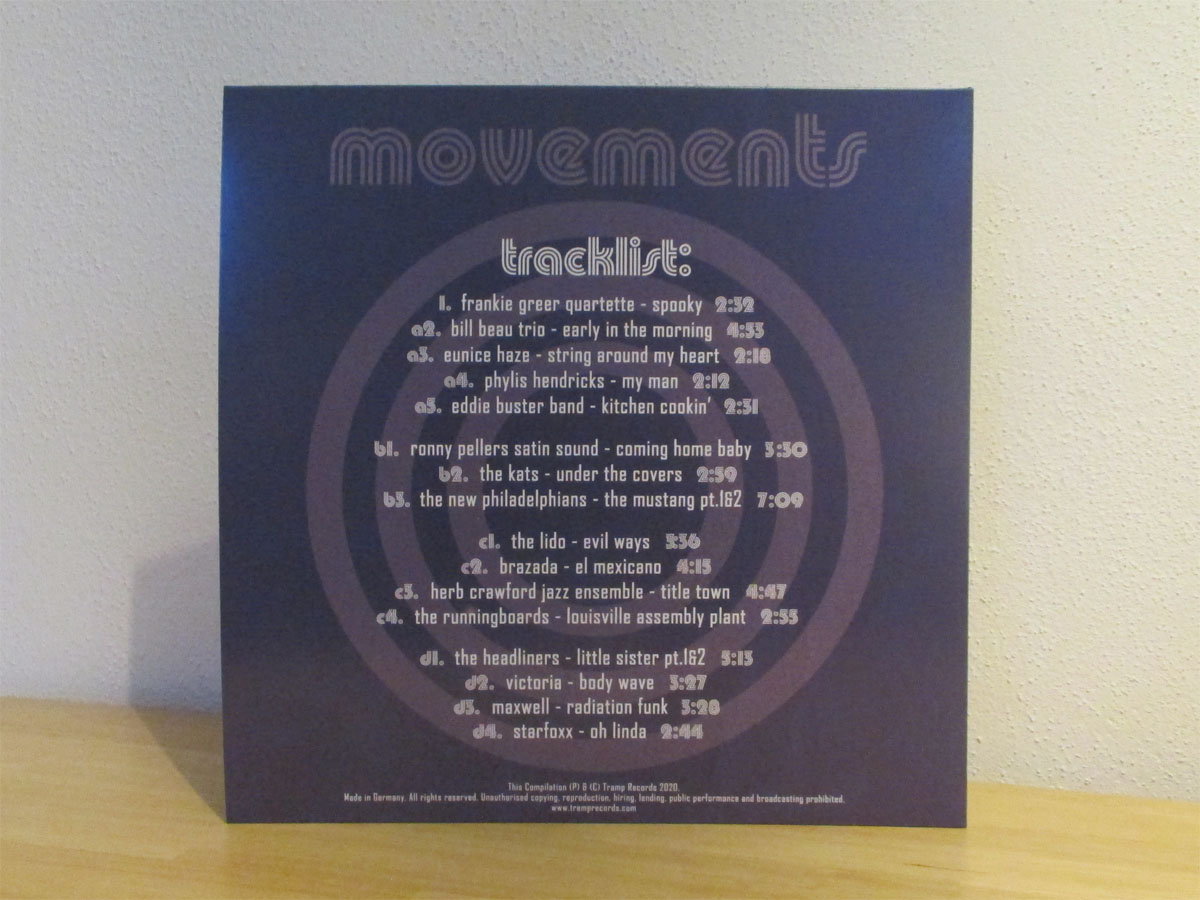 movements
tracklist:
1. frankie greer quartette - spooky 2:32
a2. bill beau trio - early in the morning 4:53
a3. eunice haze - string around my heart 2:18
a4. phylis hendricks - my man 2:12
a5. eddie buster band - kitchen cookin' 2:31
b1. ronny pellers satin sound - coming home baby 3:30
b2. the kats - under the covers 2:59
b3. the new philadelphians - the mustang pt.1&2 7:09
c1. the lido - evil ways 3:36
c2. brazada - el mexicano 4:15
c3. herb crawford jazz ensemble - title town 4:47
c4. the runningboards - louisville assembly plant 2:55
d1. the headliners - little sister pt.1&2 5:13
d2. victoria - body wave 3:27
d3. maxwell - radiation funk 3:28
d4. starfoxx - oh linda 2:44
This Compilation (P) & (C) Tramp Records 2020.
Made in Germany. All rights reserved. Unauthorised copying, reproduction, hiring, lending, public performance and broadcasting prohibited.
www.tramprecords.com